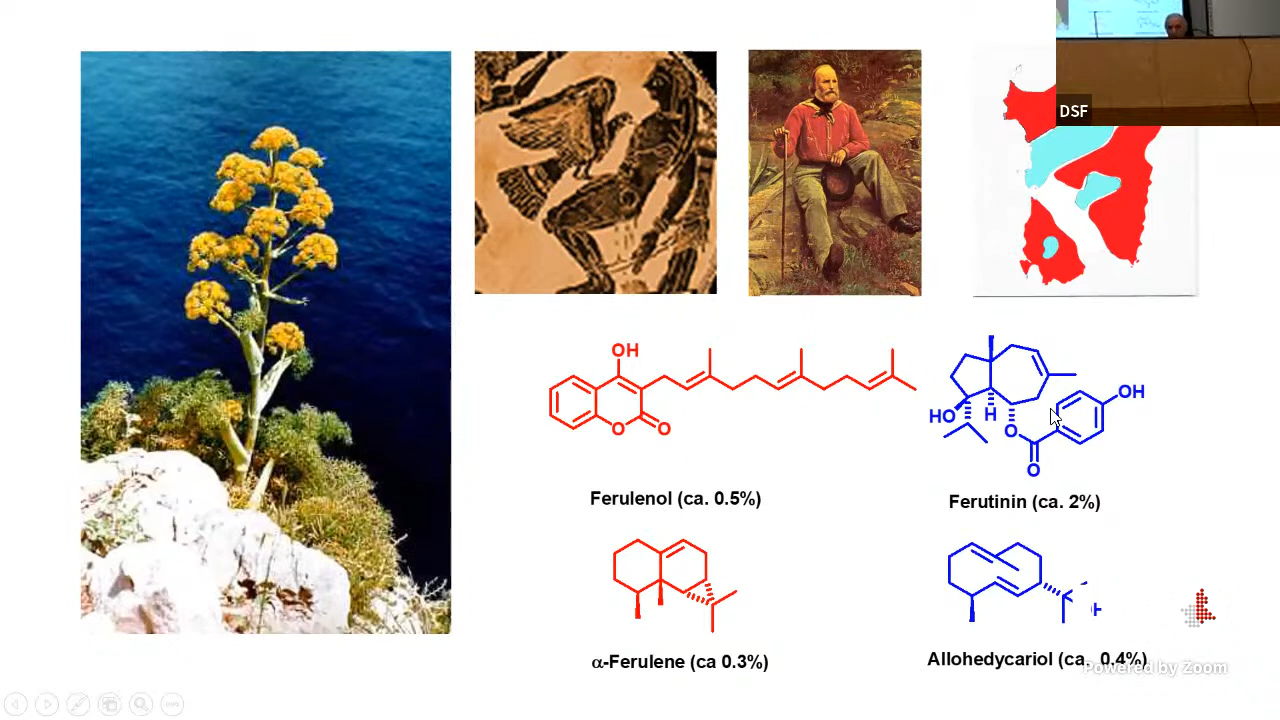 DSF
OH
O
O
HO
H
O
O
OH
Ferulenol (ca. 0.5%)
Ferutinin (ca. 2%)
α-Ferulene (ca 0.3%)
Allohedycariol (ca. 0.4%)
Powered by Zoom